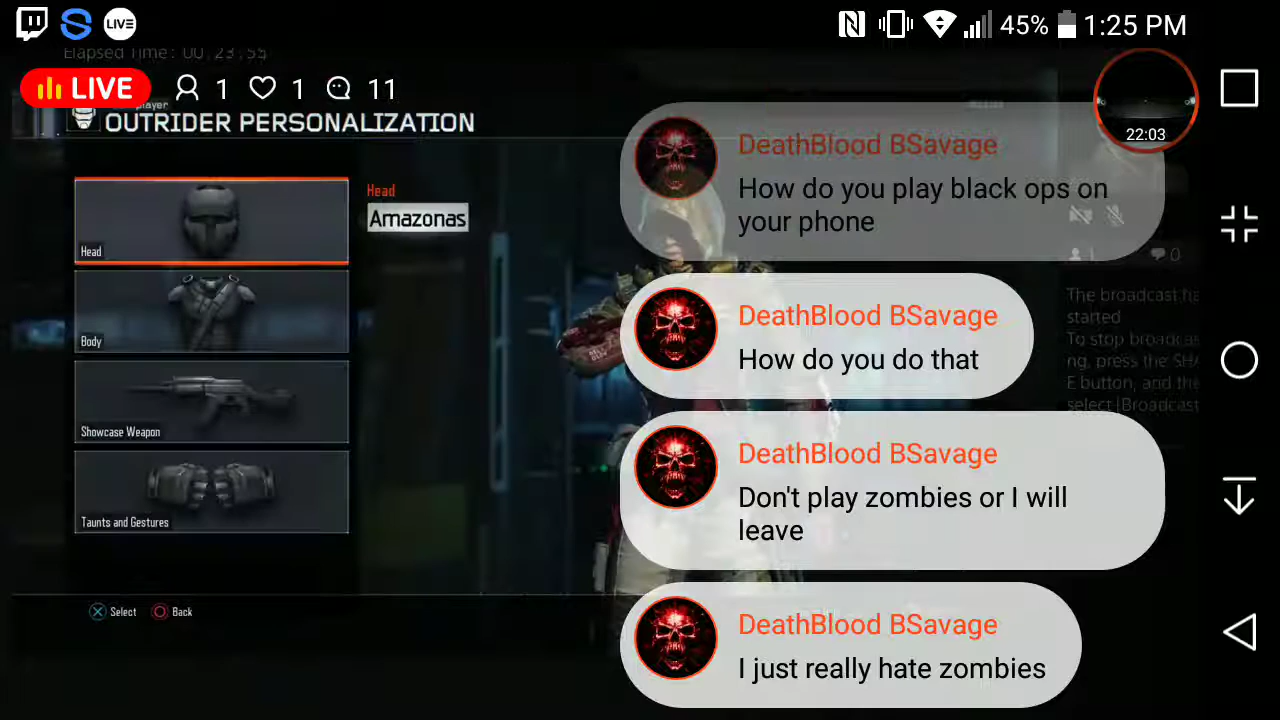 LIVE
45% 1:25 PM
Elapsed Time: 00:23:55
LIVE 1 1 11
player
OUTRIDER PERSONALIZATION
22:03
Head
Head
Amazonas
Body
Showcase Weapon
Taunts and Gestures
Select Back
DeathBlood BSavage
How do you play black ops on
your phone
DeathBlood BSavage
How do you do that
DeathBlood BSavage
Don't play zombies or I will
leave
DeathBlood BSavage
I just really hate zombies
1 0
The broadcast ha
started
To stop broadcas
ng, press the SHA
E button, and the
select [Broadcast